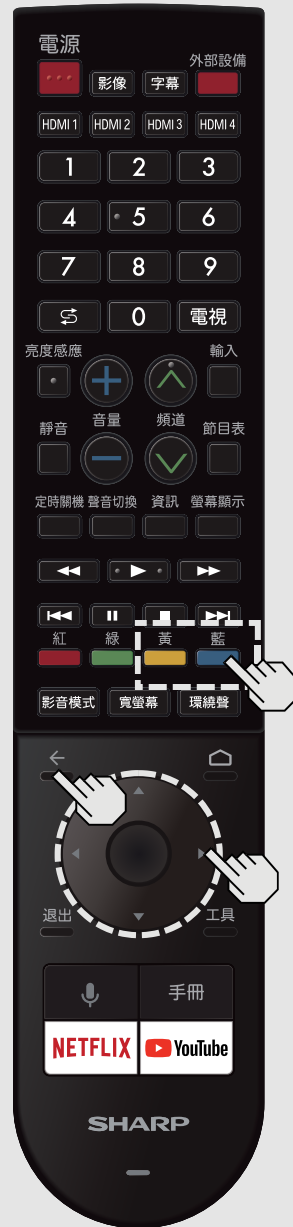 電源
外部設備
影像 字幕
HDMI 1 HDMI 2 HDMI 3 HDMI 4
1 2 3
4 5 6
7 8 9
0 電視
亮度感應 輸入
音量 頻道
靜音 節目表
定時關機 聲音切換 資訊 螢幕顯示
紅 綠 黃 藍
影音模式 寬螢幕 環繞聲
退出 工具
手冊
NETFLIX YouTube
SHARP